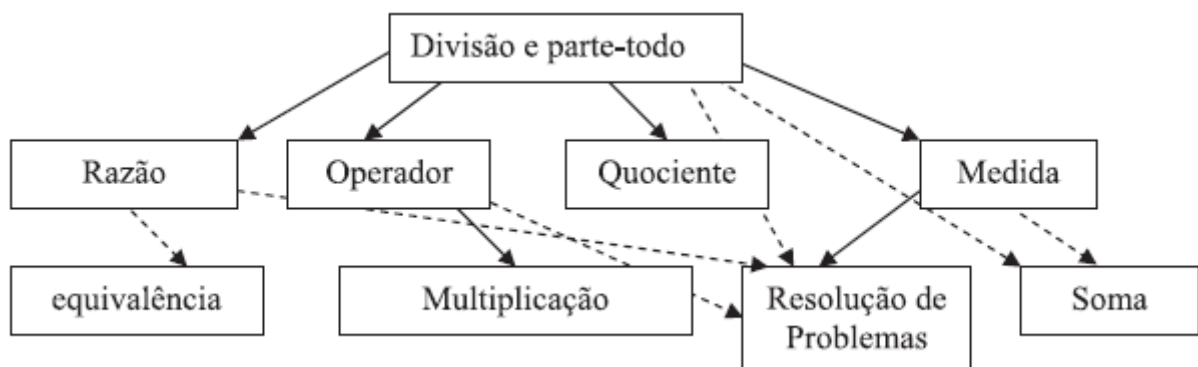 Divisão e parte-todo
Razão
Operador
Quociente
Medida
equivalência
Multiplicação
Resolução de
Problemas
Soma